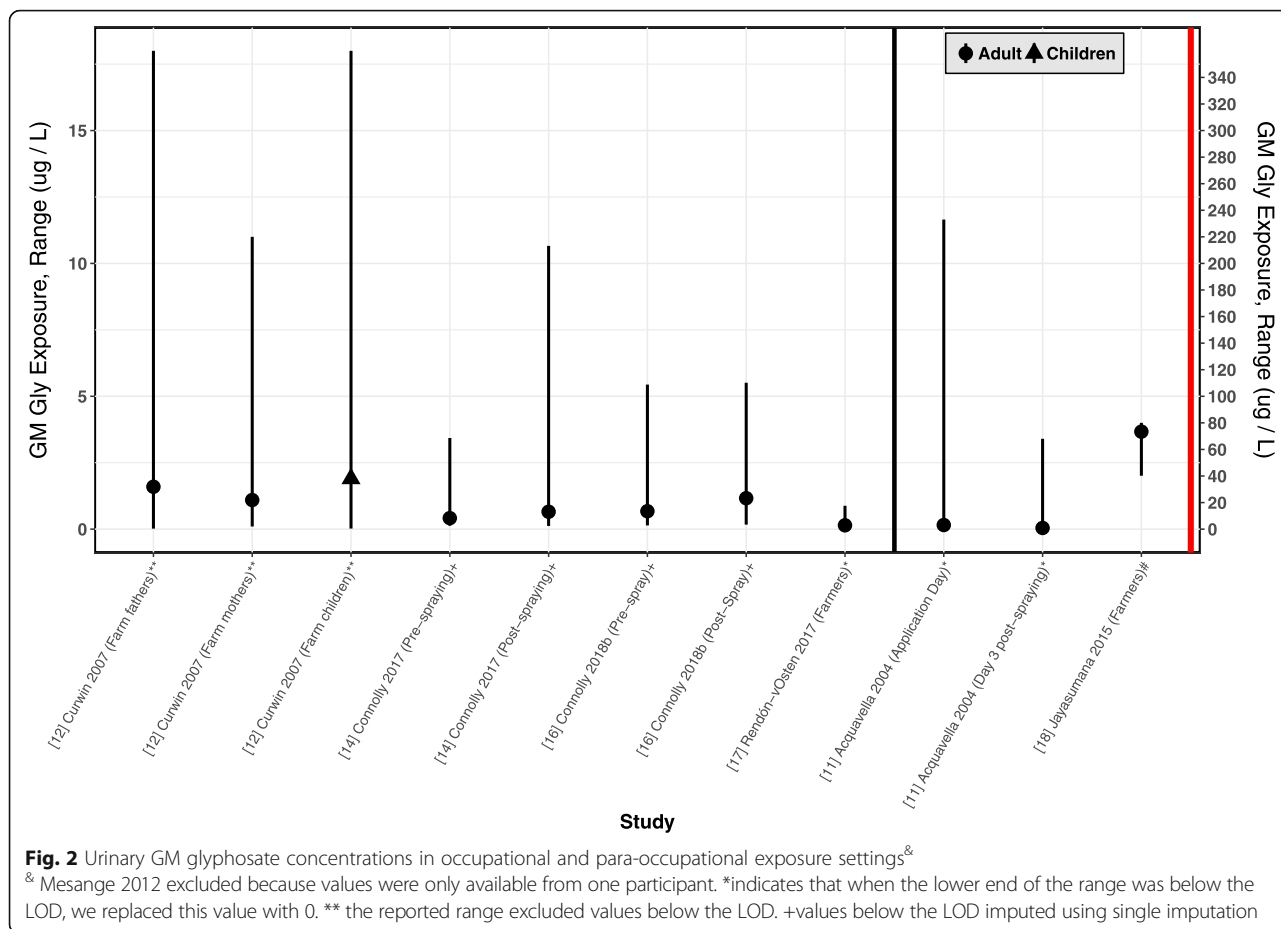 Adult Children
GM Gly Exposure, Range (ug / L)
15
10
5
0
340
320
300
280
260
240
220
200
180
160
140
120
100
80
60
40
20
0
GM Gly Exposure, Range (ug / L)
[12] Curwin 2007 (Farm fathers)**
[12] Curwin 2007 (Farm mothers)**
[12] Curwin 2007 (Farm children)**
[14] Connolly 2017 (Pre−spraying)+
[14] Connolly 2017 (Post−spraying)+
[16] Connolly 2018b (Pre−spray)+
[16] Connolly 2018b (Post−Spray)+
[17] Rendón−vOsten 2017 (Farmers)*
[11] Acquavella 2004 (Application Day)*
[11] Acquavella 2004 (Day 3 post−spraying)*
[18] Jayasumana 2015 (Farmers)#
Study
Fig. 2 Urinary GM glyphosate concentrations in occupational and para-occupational exposure settings&
& Mesange 2012 excluded because values were only available from one participant. *indicates that when the lower end of the range was below the
LOD, we replaced this value with 0. ** the reported range excluded values below the LOD. +values below the LOD imputed using single imputation